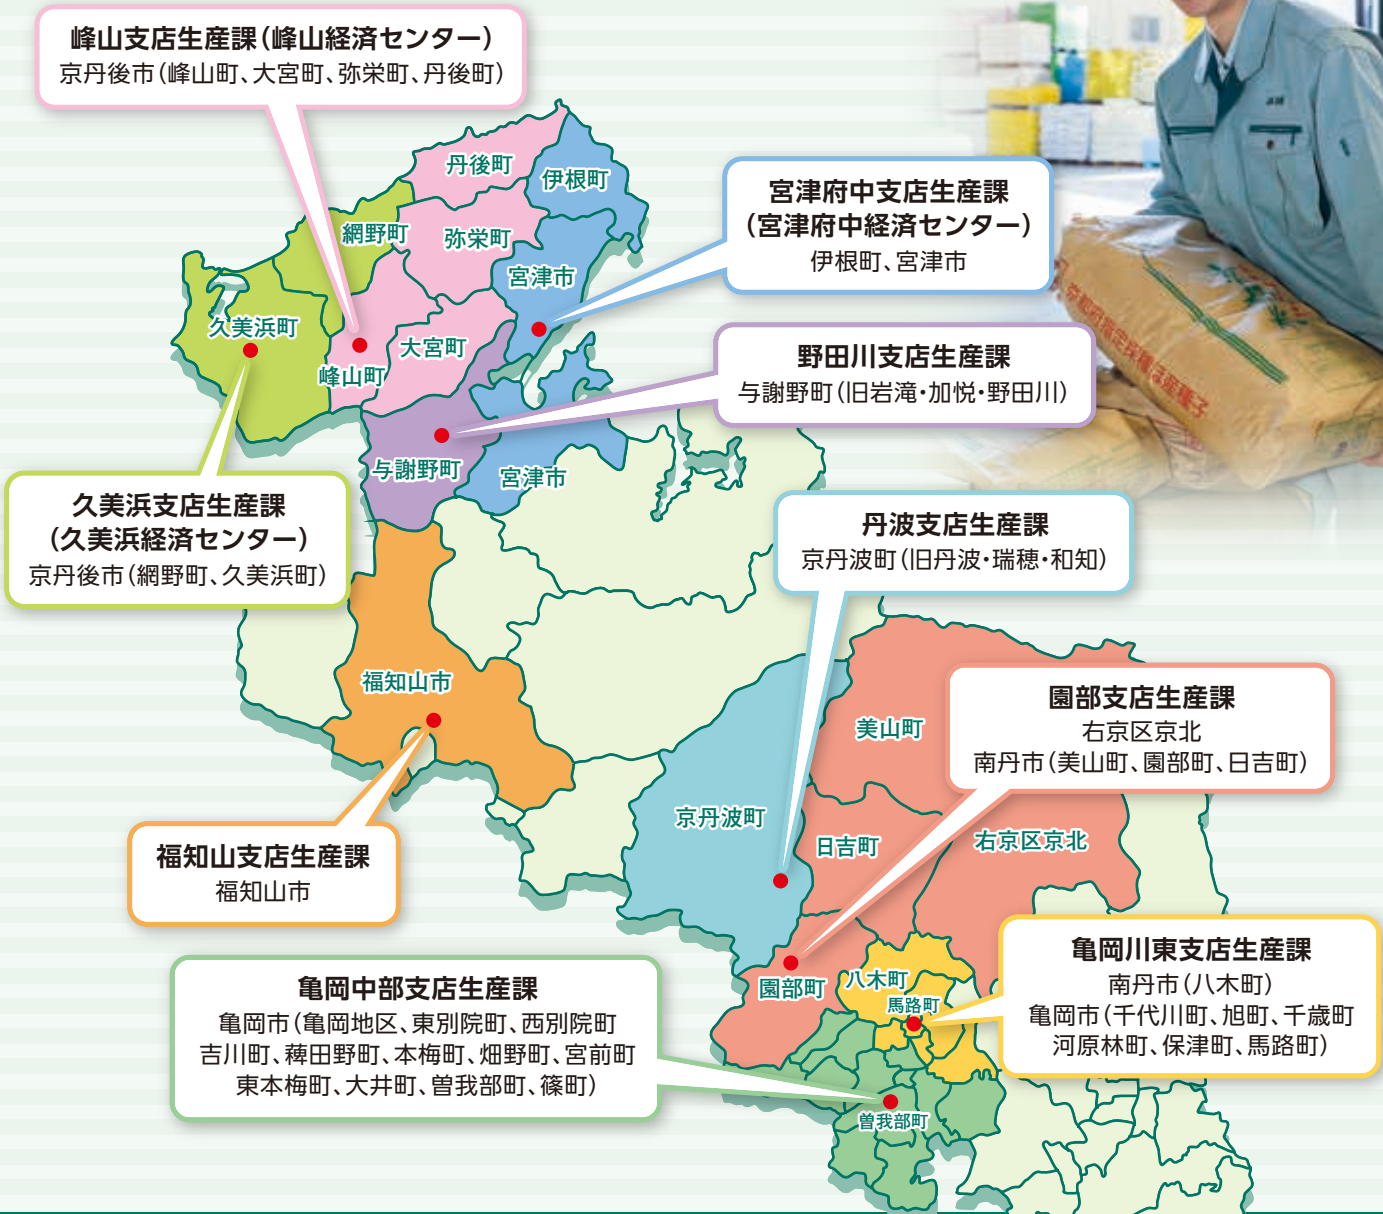 峰山支店生産課(峰山経済センター)
京丹後市(峰山町、大宮町、弥栄町、丹後町)
宮津府中支店生産課
(宮津府中経済センター)
伊根町、宮津市
野田川支店生産課
与謝野町(旧岩滝・加悦・野田川)
久美浜支店生産課
(久美浜経済センター)
京丹後市(網野町、久美浜町)
丹波支店生産課
京丹波町(旧丹波・瑞穂・和知)
園部支店生産課
右京区京北
南丹市(美山町、園部町、日吉町)
福知山支店生産課
福知山市
亀岡川東支店生産課
南丹市(八木町)
亀岡市(千代川町、旭町、千歳町
河原林町、保津町、馬路町)
亀岡中部支店生産課
亀岡市(亀岡地区、東別院町、西別院町
吉川町、薭田野町、本梅町、畑野町、宮前町
東本梅町、大井町、曽我部町、篠町)
丹後町
伊根町
網野町
弥栄町
宮津市
久美浜町
大宮町
峰山町
与謝野町
宮津市
福知山市
美山町
京丹波町
日吉町
右京区京北
園部町
八木町
馬路町
曽我部町